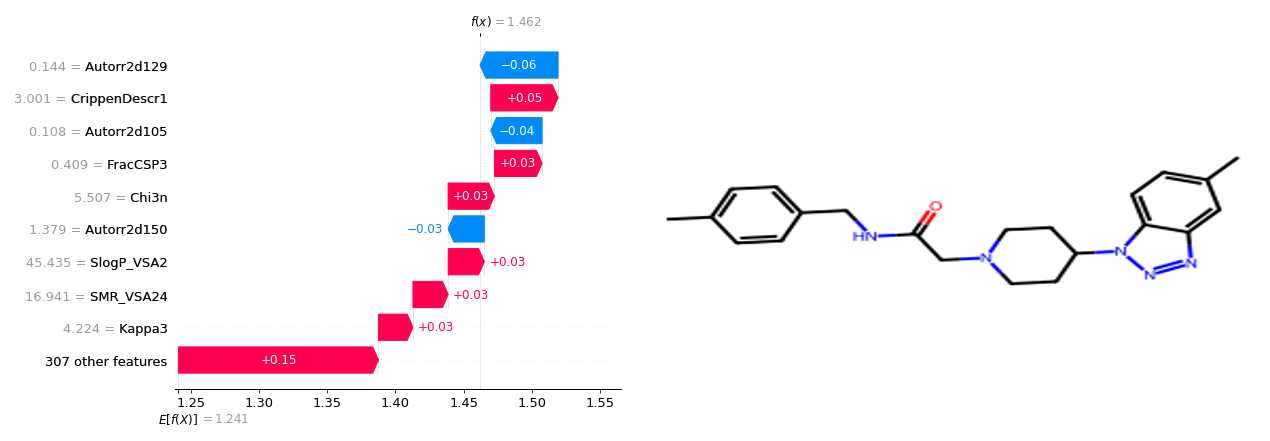 f(x) = 1.462
0.144 = Autorr2d129
−0.06
3.001 = CrippenDescr1
+0.05
0.108 = Autorr2d105
−0.04
0.409 = FracCSP3
+0.03
5.507 = Chi3n
+0.03
1.379 = Autorr2d150
−0.03
45.435 = SlogP_VSA2
+0.03
16.941 = SMR_VSA24
+0.03
4.224 = Kappa3
+0.03
307 other features
+0.15
1.25 1.30 1.35 1.40 1.45 1.50 1.55
E[f(X)] = 1.241
O
HN
N
N
N
N